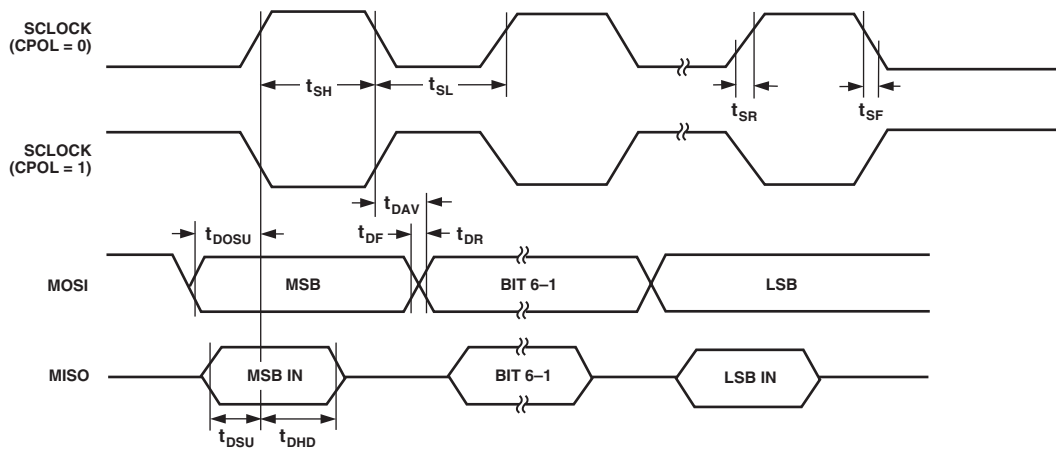 SCLOCK
(CPOL = 0)
tSH
tSL
tSR
tSF
SCLOCK
(CPOL = 1)
tDAV
tDOSU
tDF
tDR
MOSI
MSB
BIT 6–1
LSB
MISO
MSB IN
BIT 6–1
LSB IN
tDSU
tDHD